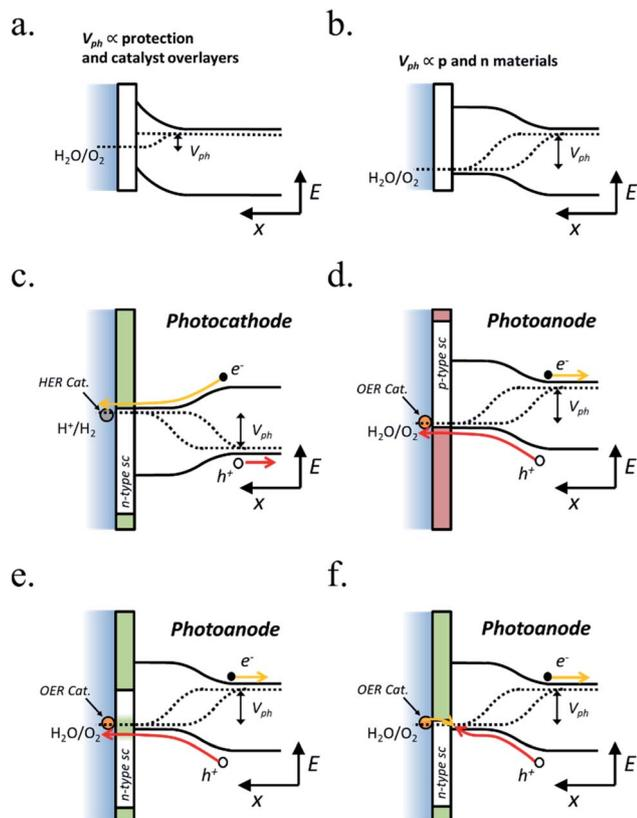 a.
V_ph ∝ protection
and catalyst overlayers
H₂O/O₂
V_ph
E
x
b.
V_ph ∝ p and n materials
H₂O/O₂
V_ph
E
x
c.
Photocathode
e⁻
HER Cat.
H⁺/H₂
V_ph
n-type sc
h⁺
E
x
d.
Photoanode
p-type sc
e⁻
OER Cat.
H₂O/O₂
V_ph
h⁺
E
x
e.
Photoanode
e⁻
OER Cat.
H₂O/O₂
V_ph
n-type sc
h⁺
E
x
f.
Photoanode
e⁻
OER Cat.
H₂O/O₂
V_ph
n-type sc
h⁺
E
x